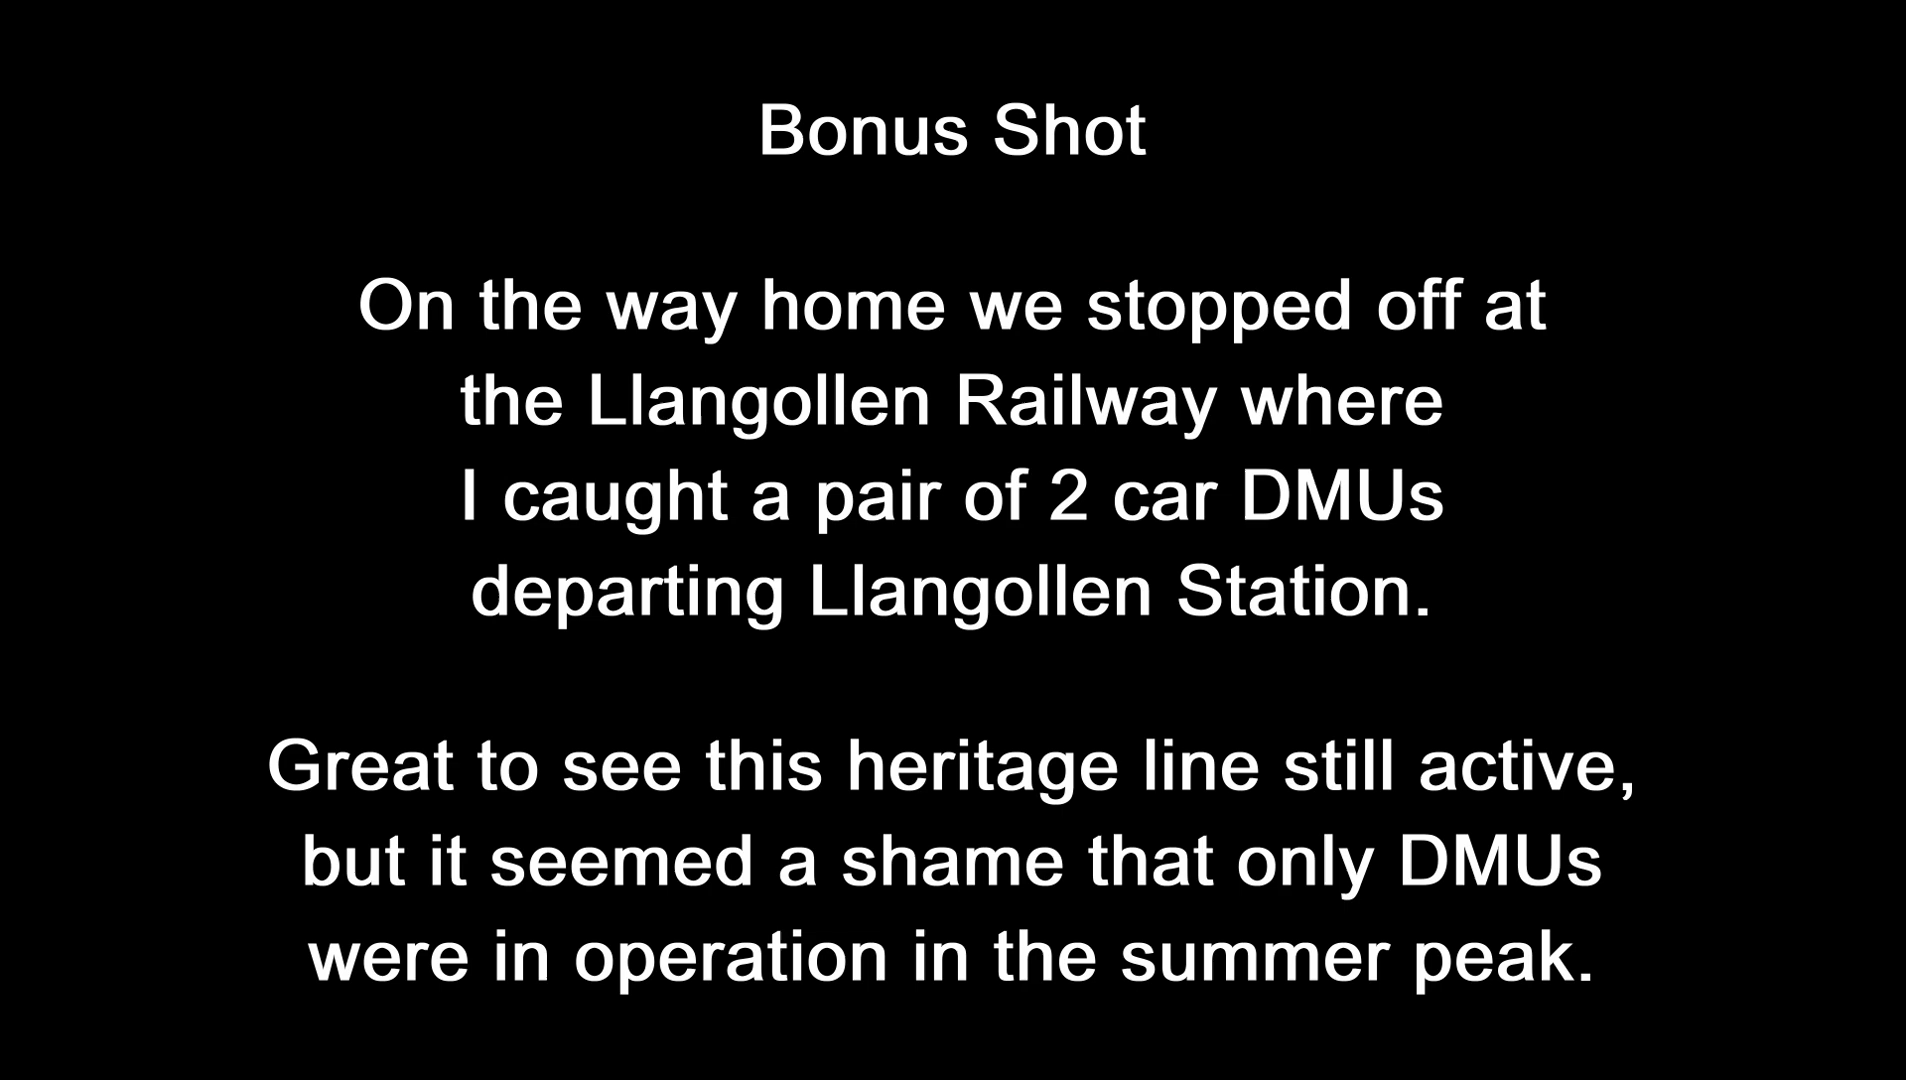 Bonus Shot
On the way home we stopped off at
the Llangollen Railway where
I caught a pair of 2 car DMUs
departing Llangollen Station.
Great to see this heritage line still active,
but it seemed a shame that only DMUs
were in operation in the summer peak.